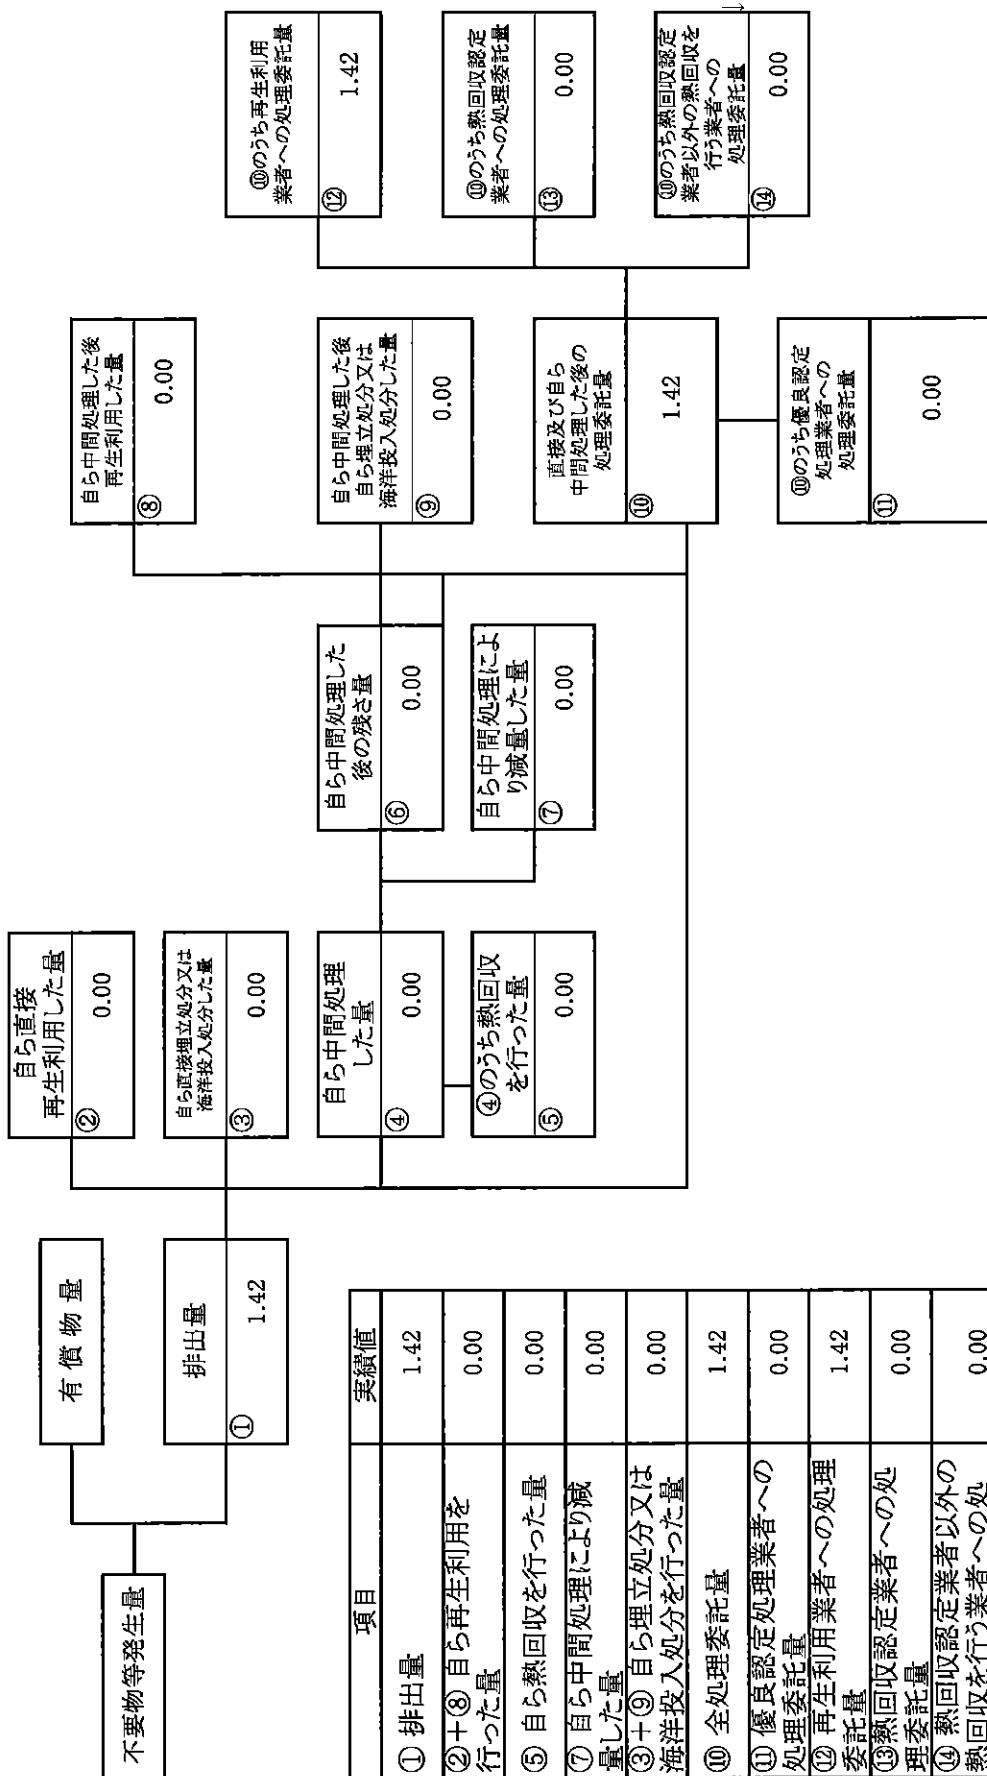 不要物等発生量
有償物量
排出量
① 1.42
自ら直接
再生利用した量
② 0.00
自ら直接埋立処分又は
海洋投入処分した量
③ 0.00
自ら中間処理
した量
④ 0.00
④のうち熱回収
を行った量
⑤ 0.00
自ら中間処理した
後の残さ量
⑥ 0.00
自ら中間処理によ
り減量した量
⑦ 0.00
自ら中間処理した後
再生利用した量
⑧ 0.00
自ら中間処理した後
自ら埋立処分又は
海洋投入処分した量
⑨ 0.00
直接及び自ら
中間処理した後の
処理委託量
⑩ 1.42
⑩のうち優良認定
処理業者への
処理委託量
⑪ 0.00
⑩のうち再生利用
業者への処理委託量
⑫ 1.42
⑩のうち熱回収認定
業者への処理委託量
⑬ 0.00
⑩のうち熱回収認定
業者以外の熱回収を
行う業者への
処理委託量
⑭ 0.00
項目 実績値
①排出量 1.42
②+⑧ 自ら再生利用を
行った量 0.00
⑤ 自ら熱回収を行った量 0.00
⑦ 自ら中間処理により減
量した量 0.00
③+⑨ 自ら埋立処分又は
海洋投入処分を行った量 0.00
⑩ 全処理委託量 1.42
⑪ 優良認定処理業者への
処理委託量 0.00
⑫ 再生利用業者への処理
委託量 1.42
⑬熱回収認定業者への処
理委託量 0.00
⑭ 熱回収認定業者以外の
熱回収を行う業者への処 0.00